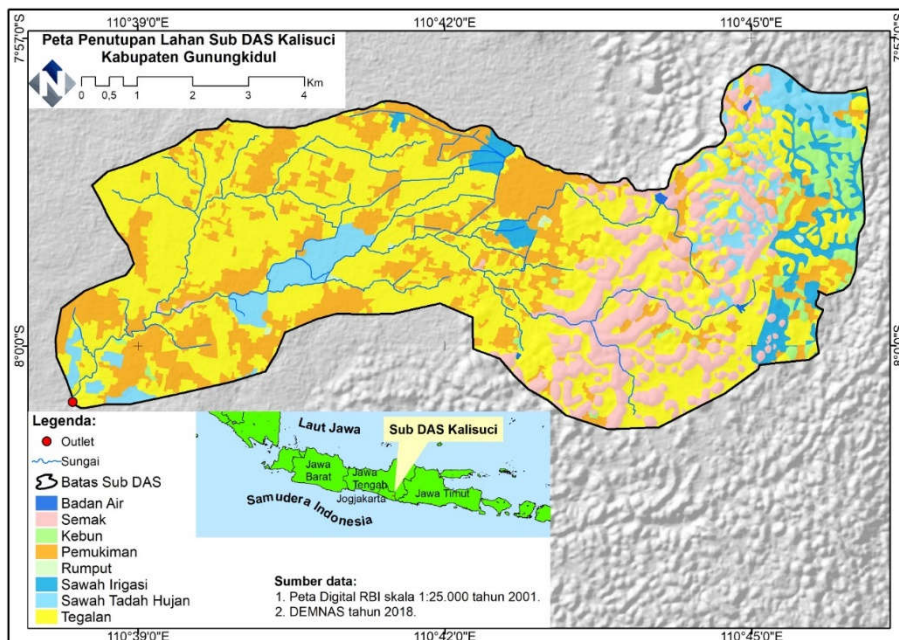 110°39'0"E 110°42'0"E 110°45'0"E
7°57'0"S
7°57'0"S
Peta Penutupan Lahan Sub DAS Kalisuci
Kabupaten Gunungkidul
N
0 0,5 1 2 3 4 Km
8°0'0"S
8°0'0"S
Legenda:
Outlet
Sungai
Batas Sub DAS
Badan Air
Semak
Kebun
Pemukiman
Rumput
Sawah Irigasi
Sawah Tadah Hujan
Tegalan
Laut Jawa
Sub DAS Kalisuci
Jawa
Barat
Jawa
Tengah
Jogjakarta
Jawa Timut
Samudera Indonesia
Sumber data:
1. Peta Digital RBI skala 1:25.000 tahun 2001.
2. DEMNAS tahun 2018.
110°39'0"E 110°42'0"E 110°45'0"E